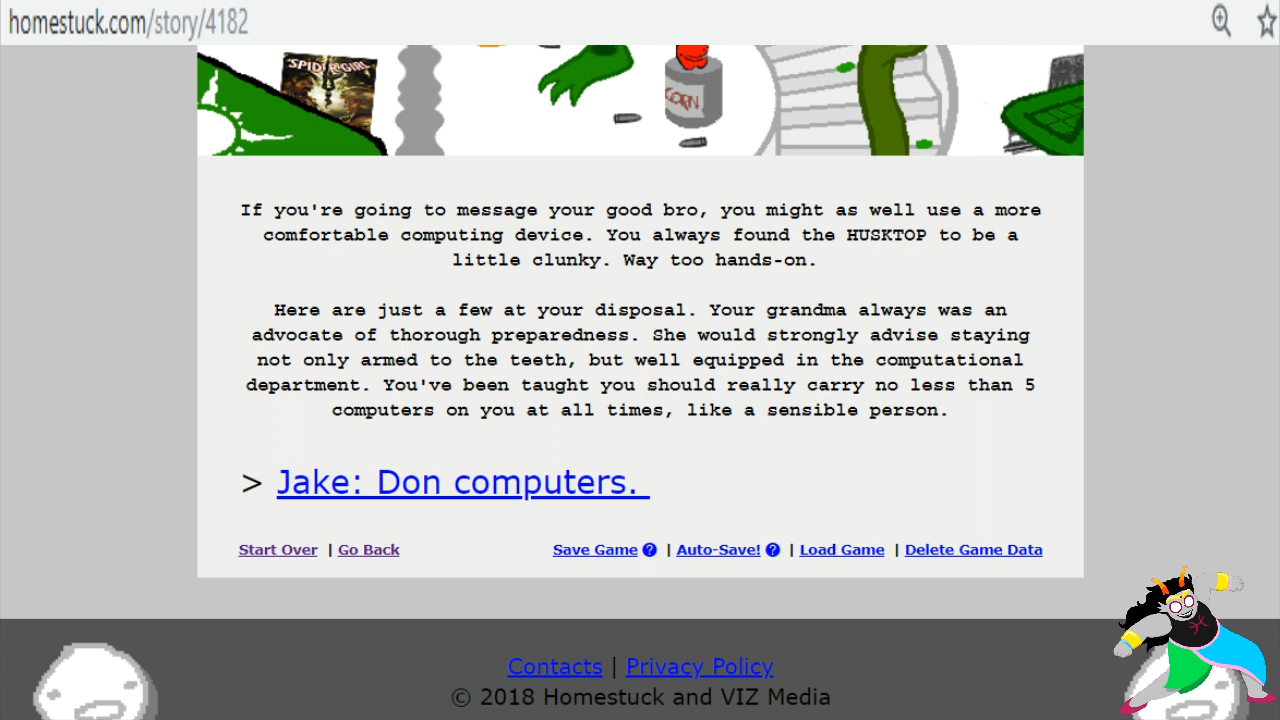 homestuck.com/story/4182
SPIDERGIRL
CORN
If you're going to message your good bro, you might as well use a more
comfortable computing device. You always found the HUSKTOP to be a
little clunky. Way too hands-on.
Here are just a few at your disposal. Your grandma always was an
advocate of thorough preparedness. She would strongly advise staying
not only armed to the teeth, but well equipped in the computational
department. You've been taught you should really carry no less than 5
computers on you at all times, like a sensible person.
> Jake: Don computers.
Start Over | Go Back Save Game ? | Auto-Save! ? | Load Game | Delete Game Data
Contacts | Privacy Policy
© 2018 Homestuck and VIZ Media